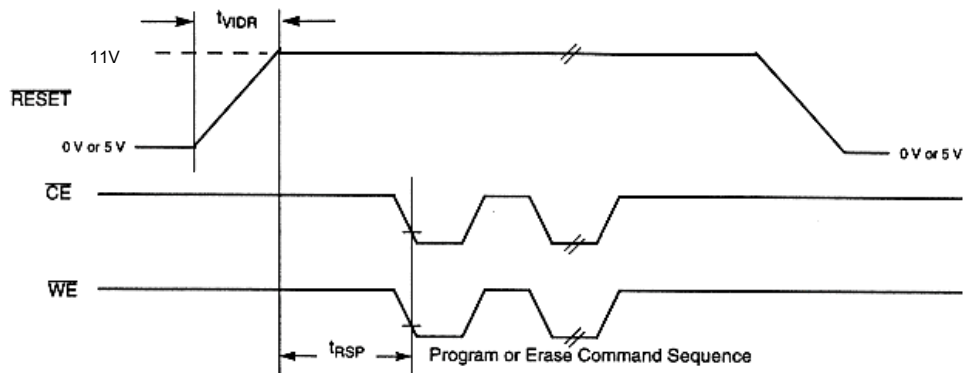 tVIDR
11V
RESET
0 V or 5 V
0 V or 5 V
CE
WE
tRSP
Program or Erase Command Sequence